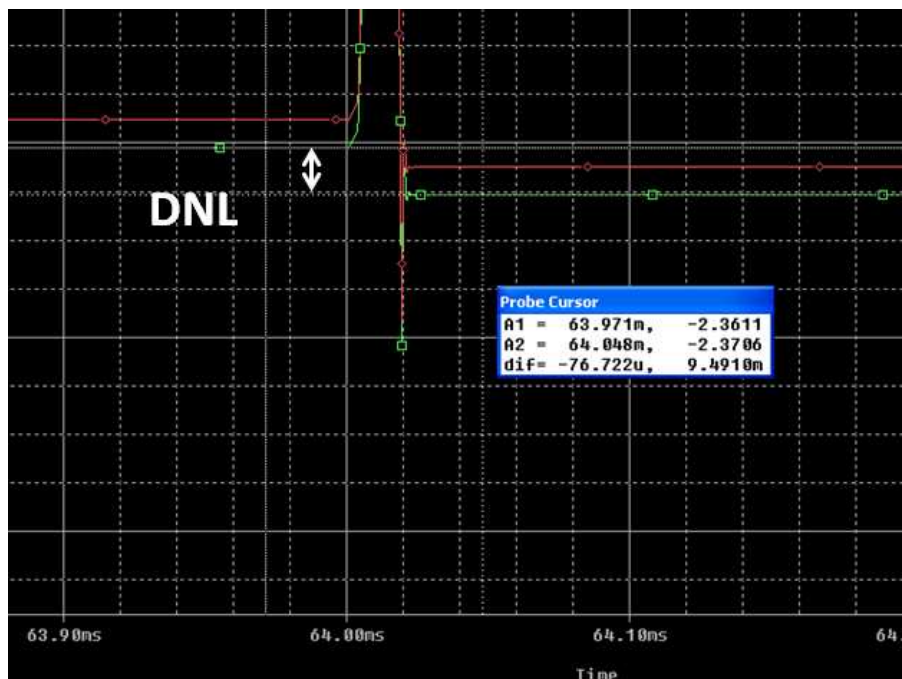 DNL
Probe Cursor
A1 = 63.971m, -2.3611
A2 = 64.048m, -2.3706
dif= -76.722u, 9.4910m
63.90ms 64.00ms 64.10ms 64.
Time